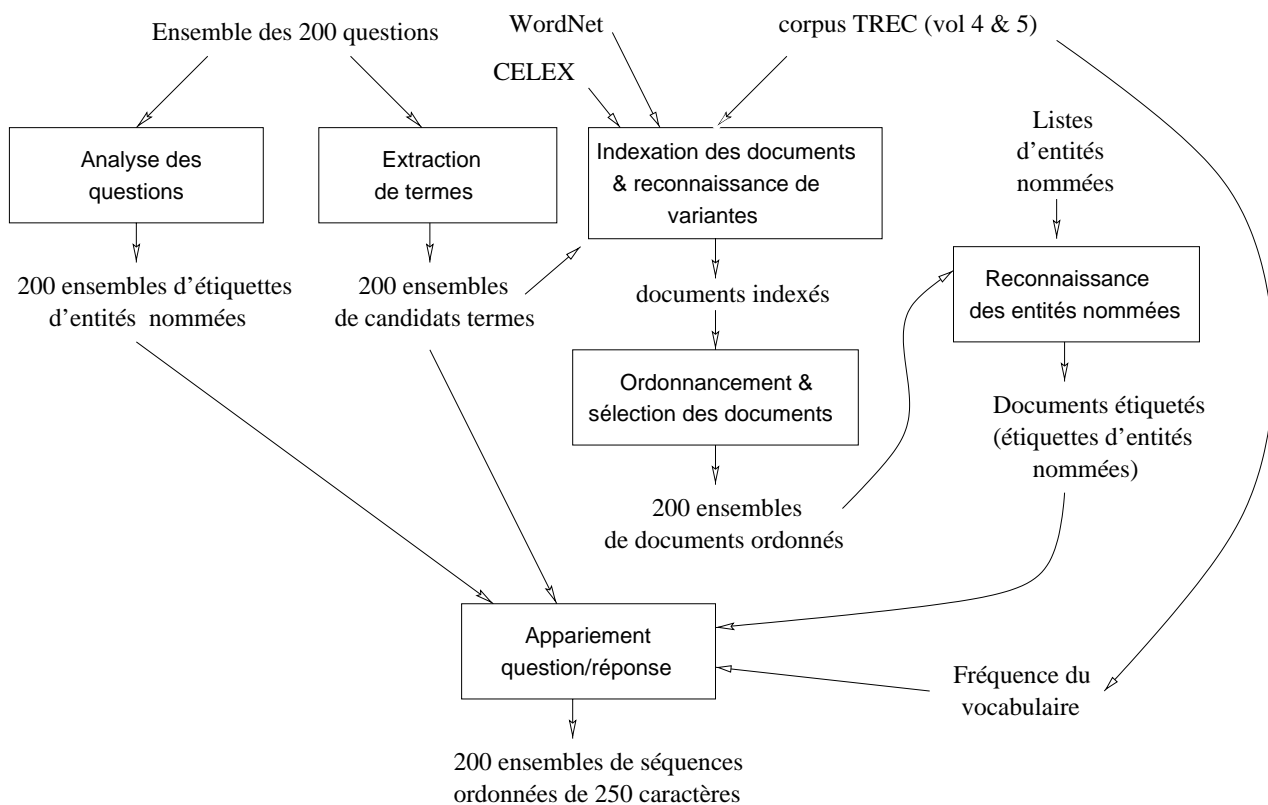 Ensemble des 200 questions
WordNet
CELEX
corpus TREC (vol 4 & 5)
Analyse des
questions
Extraction
de termes
Indexation des documents
& reconnaissance de
variantes
Listes
d'entités
nommées
200 ensembles d'étiquettes
d'entités nommées
200 ensembles
de candidats termes
documents indexés
Reconnaissance
des entités nommées
Ordonnancement &
sélection des documents
Documents étiquetés
(étiquettes d'entités
nommées)
200 ensembles
de documents ordonnés
Appariement
question/réponse
Fréquence du
vocabulaire
200 ensembles de séquences
ordonnées de 250 caractères